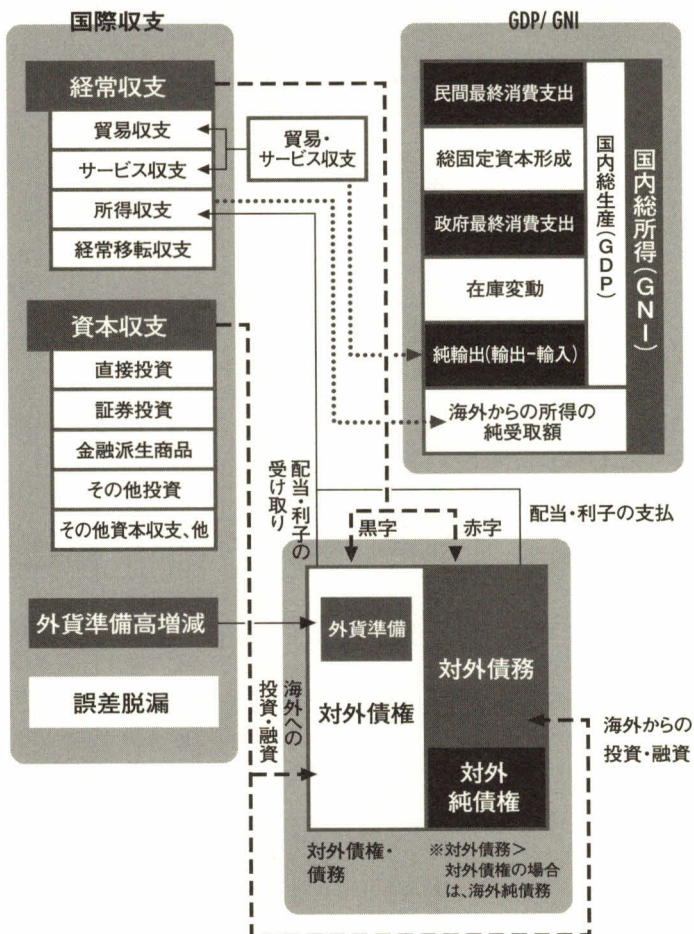 国際収支
経常収支
貿易収支
サービス収支
所得収支
経常移転収支
貿易・
サービス収支
資本収支
直接投資
証券投資
金融派生商品
その他投資
その他資本収支、他
外貨準備高増減
誤差脱漏
GDP/ GNI
民間最終消費支出
総固定資本形成
政府最終消費支出
在庫変動
純輸出(輸出-輸入)
海外からの所得の
純受取額
国内総生産(GDP)
国内総所得(GNI)
配当・利子の
受け取り
黒字
赤字
配当・利子の支払
外貨準備
対外債権
対外債務
対外
純債権
海外への
投資・融資
海外からの
投資・融資
対外債権・
債務
※対外債務>
対外債権の場合
は、海外純債務